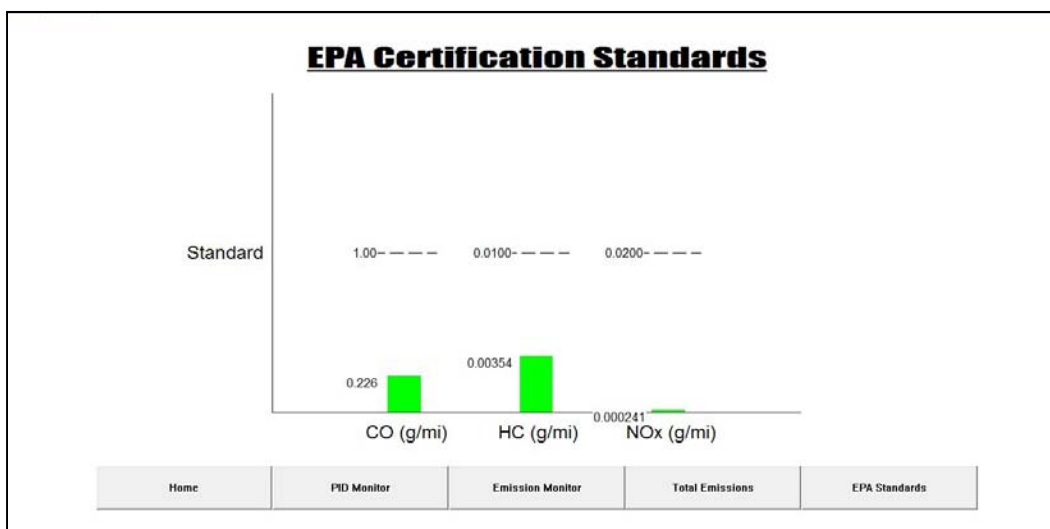 EPA Certification Standards
Standard
1.00
0.0100
0.0200
0.226
0.00354
0.000241
CO (g/mi)
HC (g/mi)
NOx (g/mi)
Home
PID Monitor
Emission Monitor
Total Emissions
EPA Standards